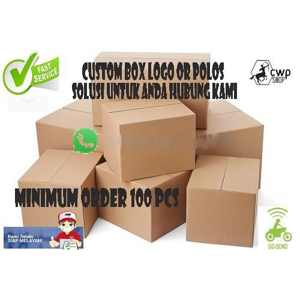 FAST
SERVICE
CUSTOM BOX LOGO OR POLOS
SOLUSI UNTUK ANDA HUBUNG KAMI
cwp
SHOP
MINIMUM ORDER 100 PCS
Kami Selalu
SIAP MELAYANI
GO SEND